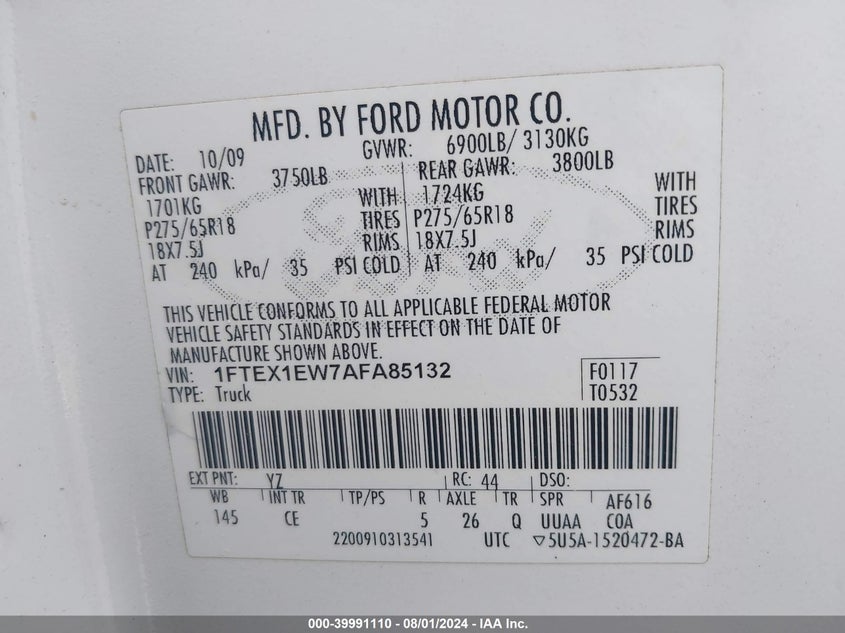 MFD. BY FORD MOTOR CO.
DATE: 10/09 GVWR: 6900LB/ 3130KG
FRONT GAWR: 3750LB REAR GAWR: 3800LB
1701KG WITH 1724KG WITH
P275/65R18 TIRES P275/65R18 TIRES
18X7.5J RIMS 18X7.5J RIMS
AT 240 kPa/ 35 PSI COLD AT 240 kPa/ 35 PSI COLD
THIS VEHICLE CONFORMS TO ALL APPLICABLE FEDERAL MOTOR
VEHICLE SAFETY STANDARDS IN EFFECT ON THE DATE OF
MANUFACTURE SHOWN ABOVE.
VIN: 1FTEX1EW7AFA85132 F0117
TYPE: Truck T0532
EXT PNT: YZ RC: 44 DSO:
WB INT TR TP/PS R AXLE TR SPR AF616
145 CE 5 26 Q UUAA COA
2200910313541 UTC ▽5U5A-1520472-BA
000-39991110 - 08/01/2024 - IAA Inc.